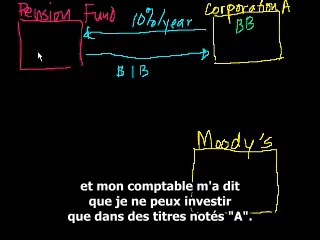 Pension Fund
10%/year
Corporation A
BB
B I B
Moody's
et mon comptable m'a dit
que je ne peux investir
que dans des titres notés "A".